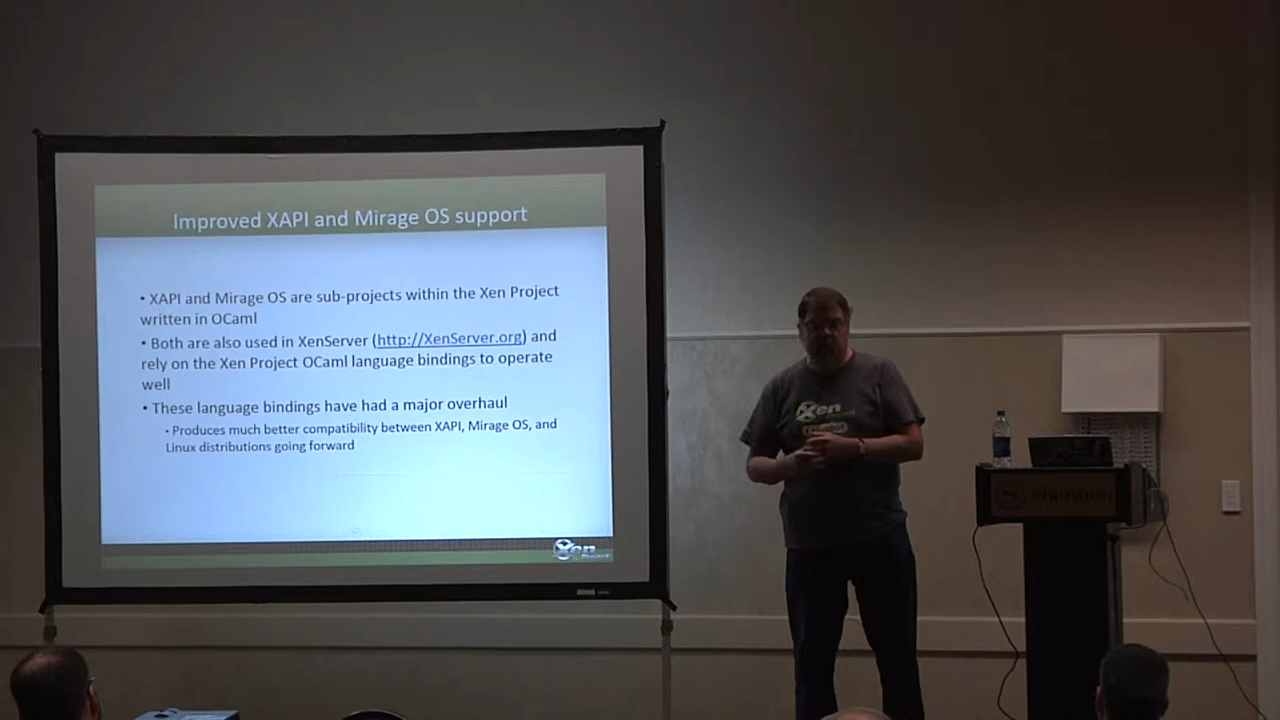 Improved XAPI and Mirage OS support
• XAPI and Mirage OS are sub-projects within the Xen Project
written in OCaml
• Both are also used in XenServer (http://XenServer.org) and
rely on the Xen Project OCaml language bindings to operate
well
• These language bindings have had a major overhaul
• Produces much better compatibility between XAPI, Mirage OS, and
Linux distributions going forward
Xen
Project
Xen